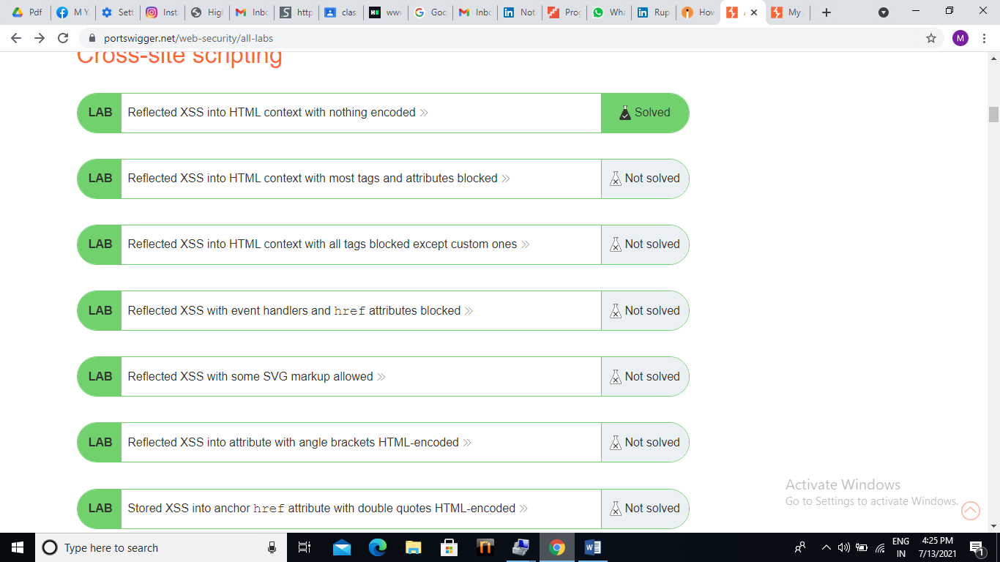 Pdf
M Y
Sett
Inst
Higl
Inbc
http
clas
www
Goc
Inbc
Not
Prog
Wha
Rup
How
My
portswigger.net/web-security/all-labs
M
Cross-site scripting
LAB Reflected XSS into HTML context with nothing encoded Solved
LAB Reflected XSS into HTML context with most tags and attributes blocked Not solved
LAB Reflected XSS into HTML context with all tags blocked except custom ones Not solved
LAB Reflected XSS with event handlers and href attributes blocked Not solved
LAB Reflected XSS with some SVG markup allowed Not solved
LAB Reflected XSS into attribute with angle brackets HTML-encoded Not solved
LAB Stored XSS into anchor href attribute with double quotes HTML-encoded Not solved
Activate Windows
Go to Settings to activate Windows.
Type here to search
ENG
IN
4:25 PM
7/13/2021
1